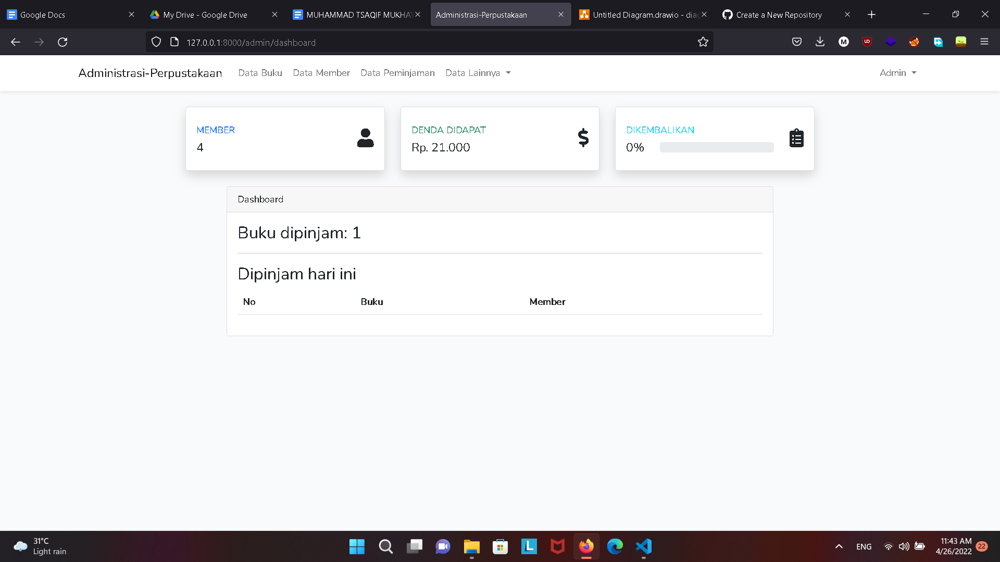 Google Docs
My Drive - Google Drive
MUHAMMAD TSAQIF MUKHAY
Administrasi-Perpustakaan
Untitled Diagram.drawio - diag
Create a New Repository
127.0.0.1:8000/admin/dashboard
Administrasi-Perpustakaan
Data Buku
Data Member
Data Peminjaman
Data Lainnya
Admin
MEMBER
4
DENDA DIDAPAT
Rp. 21.000
DIKEMBALIKAN
0%
Dashboard
Buku dipinjam: 1
Dipinjam hari ini
No Buku Member
31°C
Light rain
ENG
11:43 AM
4/26/2022
22